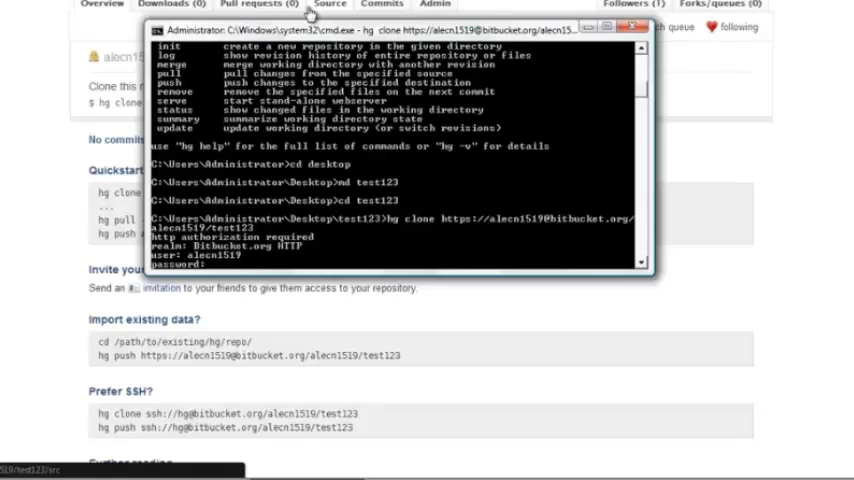 Overview Downloads (0) Pull requests (0) Source Commits Admin Followers (1) Forks/queues (0)
Administrator: C:\Windows\system32\cmd.exe - hg clone https://alecn1519@bitbucket.org/alecn15...
queue following
init create a new repository in the given directory
log show revision history of entire repository or files
merge merge working directory with another revision
pull pull changes from the specified source
push push changes to the specified destination
remove remove the specified files on the next commit
serve start stand-alone webserver
status show changed files in the working directory
summary summarize working directory state
update update working directory (or switch revisions)
use "hg help" for the full list of commands or "hg -v" for details
C:\Users\Administrator>cd desktop
C:\Users\Administrator\Desktop>md test123
C:\Users\Administrator\Desktop>cd test123
C:\Users\Administrator\Desktop\test123>hg clone https://alecn1519@bitbucket.org/
alecn1519/test123
http authorization required
realm: Bitbucket.org HTTP
user: alecn1519
password:
alecn1
Clone this
$ hg clone
No commits
Quickstart
hg clone
...
hg pull
hg push
Invite your
Send an invitation to your friends to give them access to your repository.
Import existing data?
cd /path/to/existing/hg/repo/
hg push https://alecn1519@bitbucket.org/alecn1519/test123
Prefer SSH?
hg clone ssh://hg@bitbucket.org/alecn1519/test123
hg push ssh://hg@bitbucket.org/alecn1519/test123
Further reading
519/test123/src